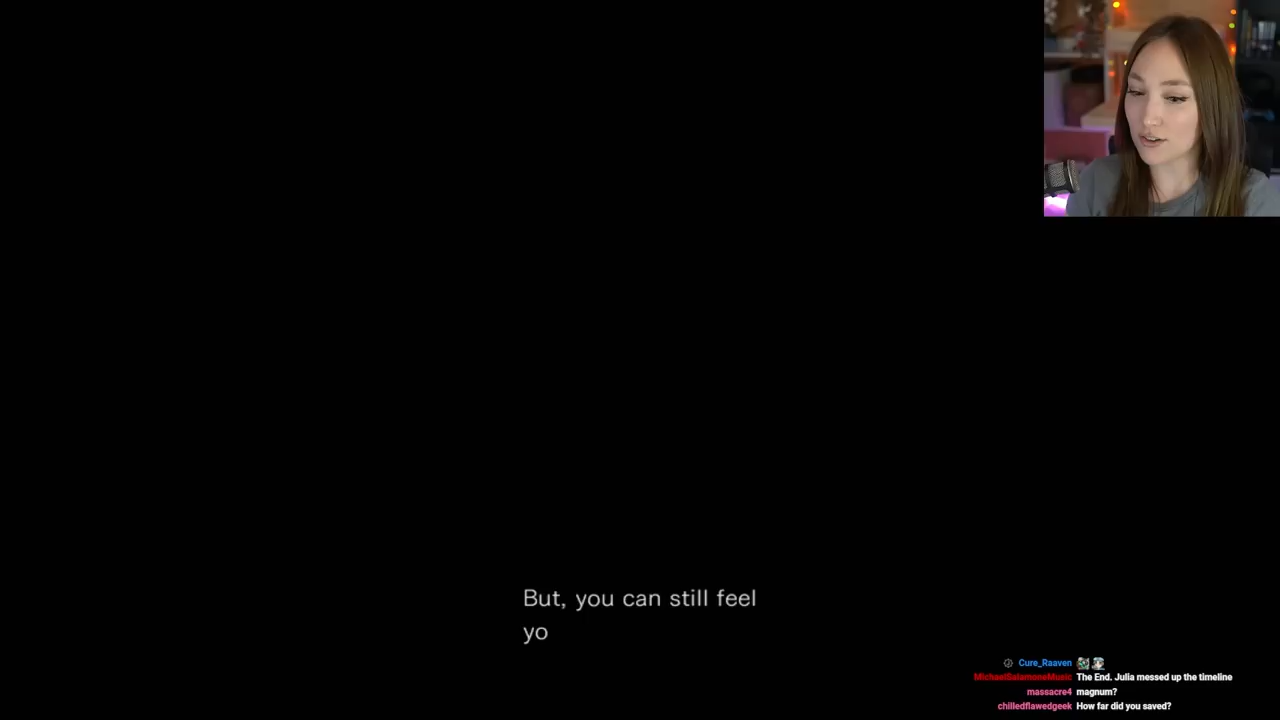 But, you can still feel
yo
Cure_Raaven
MichaelSalamoneMusic The End. Julia messed up the timeline
massacre4 magnum?
chilledflawedgeek How far did you saved?